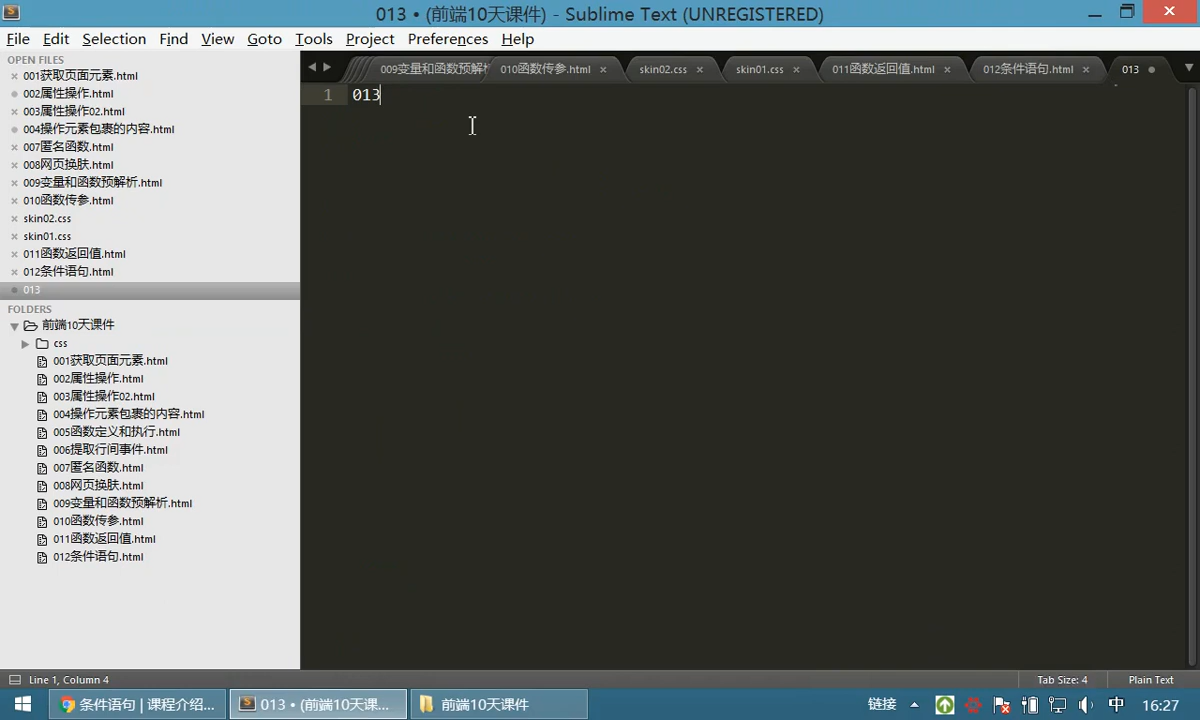 013 • (前端10天课件) - Sublime Text (UNREGISTERED)
File Edit Selection Find View Goto Tools Project Preferences Help
OPEN FILES
001获取页面元素.html
002属性操作.html
003属性操作02.html
004操作元素包裹的内容.html
007匿名函数.html
008网页换肤.html
009变量和函数预解析.html
010函数传参.html
skin02.css
skin01.css
011函数返回值.html
012条件语句.html
013
FOLDERS
前端10天课件
css
001获取页面元素.html
002属性操作.html
003属性操作02.html
004操作元素包裹的内容.html
005函数定义和执行.html
006提取行间事件.html
007匿名函数.html
008网页换肤.html
009变量和函数预解析.html
010函数传参.html
011函数返回值.html
012条件语句.html
009变量和函数预解析 010函数传参.html skin02.css skin01.css 011函数返回值.html 012条件语句.html 013
1 013
Line 1, Column 4 Tab Size: 4 Plain Text
条件语句 | 课程介绍... 013 • (前端10天课... 前端10天课件 链接 中 16:27